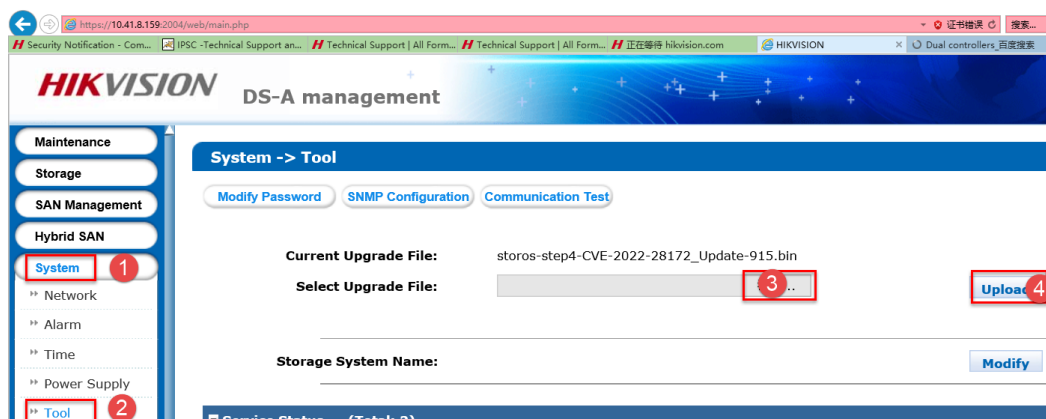 https://10.41.8.159:2004/web/main.php
证书错误
搜索...
Security Notification - Com...
IPSC -Technical Support an...
Technical Support | All Form...
Technical Support | All Form...
正在等待 hikvision.com
HIKVISION
Dual controllers_百度搜索
HIKVISION
DS-A management
Maintenance
Storage
SAN Management
Hybrid SAN
System
1
Network
Alarm
Time
Power Supply
Tool
2
System -> Tool
Modify Password
SNMP Configuration
Communication Test
Current Upgrade File:
storos-step4-CVE-2022-28172_Update-915.bin
Select Upgrade File:
3
..
Upload
4
Storage System Name:
Modify